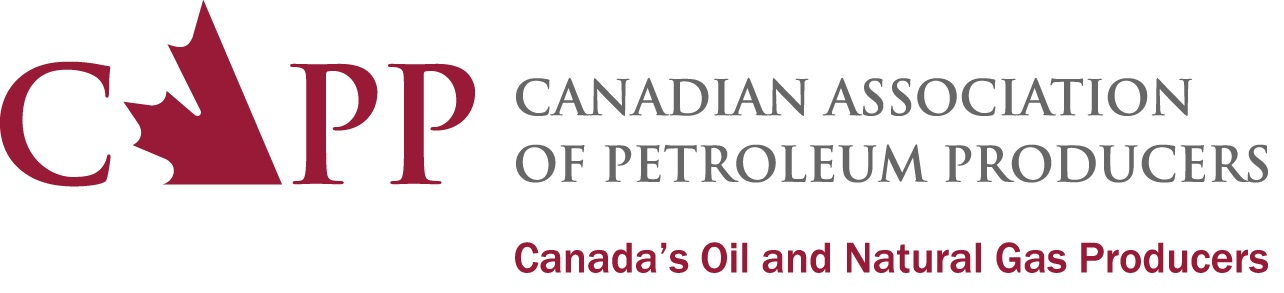 CAPP
CANADIAN ASSOCIATION
OF PETROLEUM PRODUCERS
Canada's Oil and Natural Gas Producers